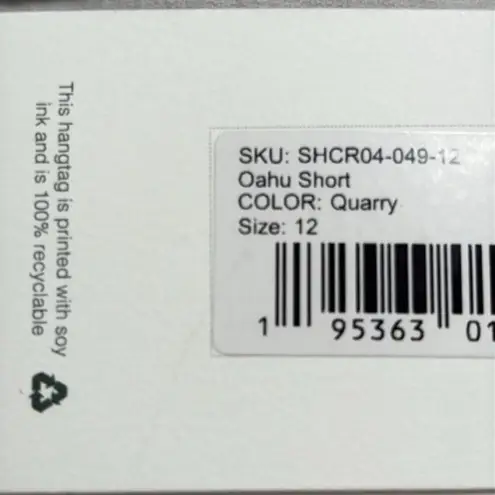 This hangtag is printed with soy
ink and is 100% recyclable
SKU: SHCR04-049-12
Oahu Short
COLOR: Quarry
Size: 12
1 95363 01